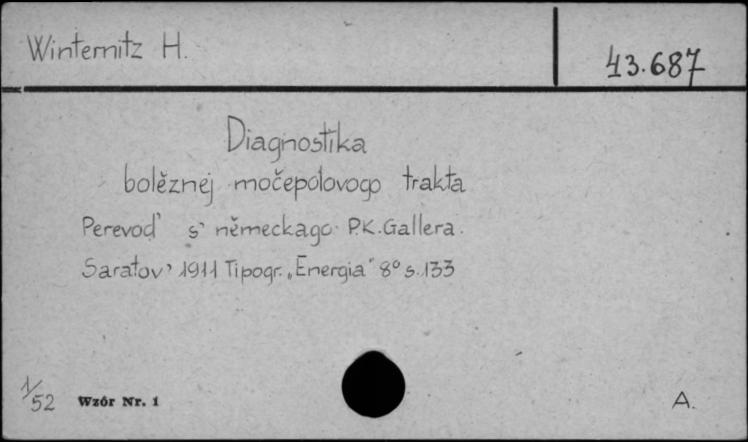 Winternitz H.
43.687
Diagnostika
bolěznej močepolovogo trakta
Perevod' s' německago P.K.Gallera.
Saratov' 1911 Tipogr. „Energia" 8° s.133
1/52 Wzór Nr. 1
A.